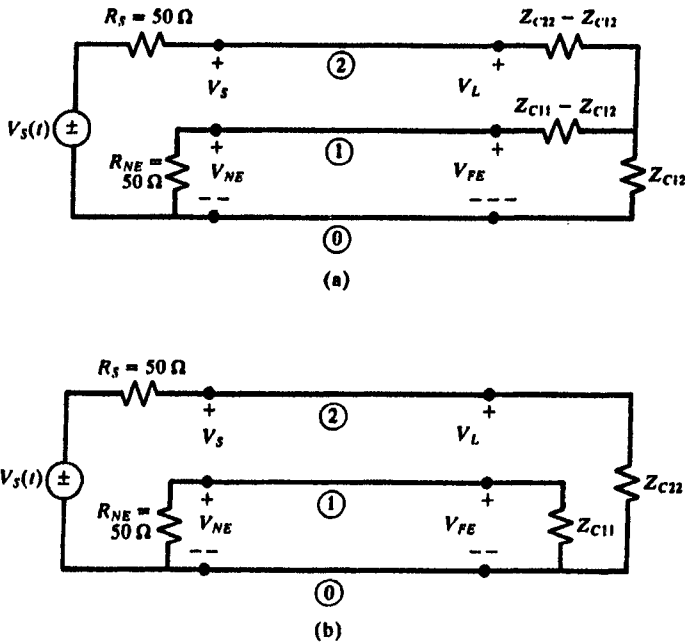 R_S = 50 Ω
Z_C22 − Z_C12
+
②
+
V_S
V_L
Z_C11 − Z_C12
V_S(t)
±
+
①
+
R_NE =
50 Ω
V_NE
V_FE
Z_C12
− −
− − −
⓪
(a)
R_S = 50 Ω
+
②
+
V_S
V_L
V_S(t)
±
Z_C22
+
①
+
R_NE =
50 Ω
V_NE
V_FE
Z_C11
− −
− −
⓪
(b)